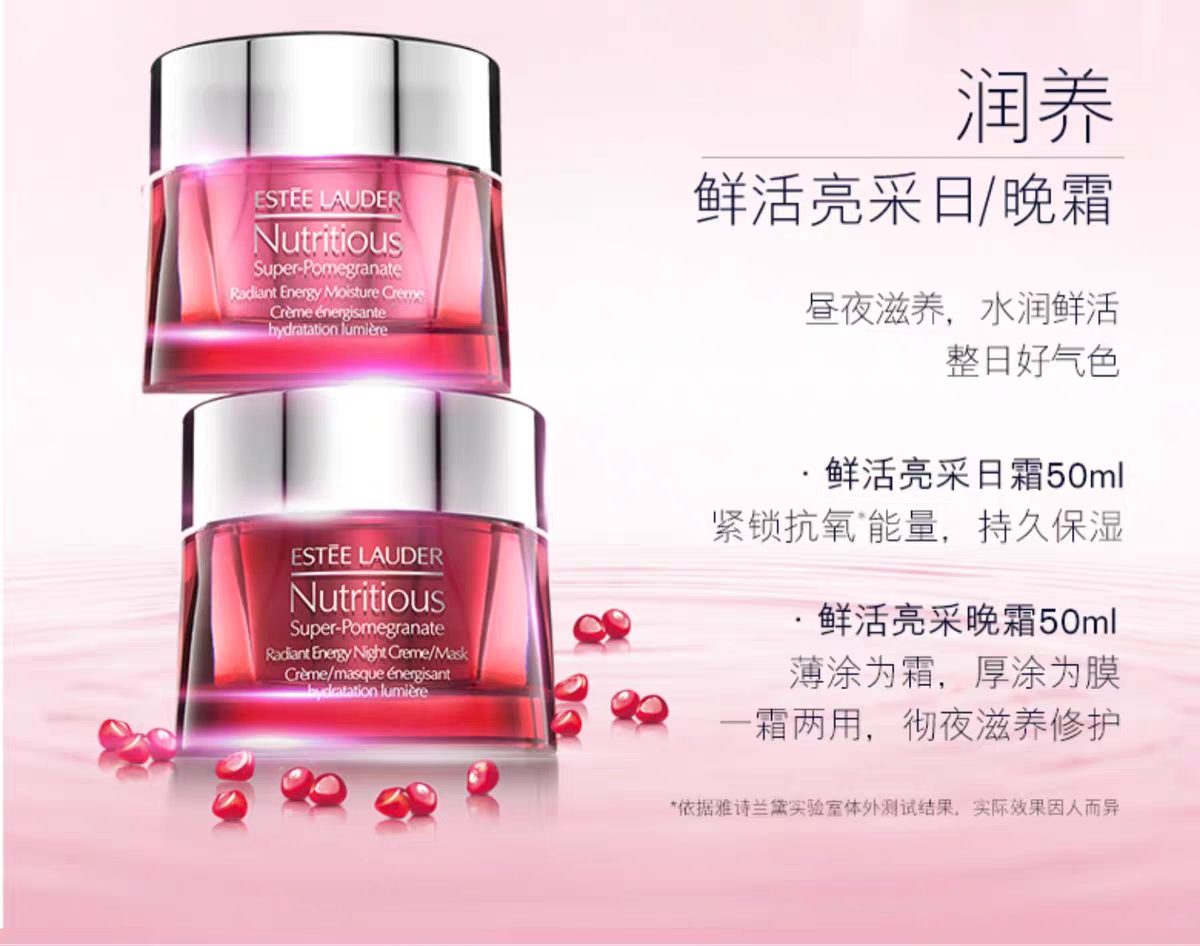 ESTĒE LAUDER
Nutritious
Super-Pomegranate
Radiant Energy Moisture Creme
Crème énergisante
hydratation lumière
ESTĒE LAUDER
Nutritious
Super-Pomegranate
Radiant Energy Night Creme/Mask
Crème/masque énergisant
hydratation lumière
润养
鲜活亮采日/晚霜
昼夜滋养，水润鲜活
整日好气色
· 鲜活亮采日霜50ml
紧锁抗氧*能量，持久保湿
· 鲜活亮采晚霜50ml
薄涂为霜，厚涂为膜
一霜两用，彻夜滋养修护
*依据雅诗兰黛实验室体外测试结果，实际效果因人而异